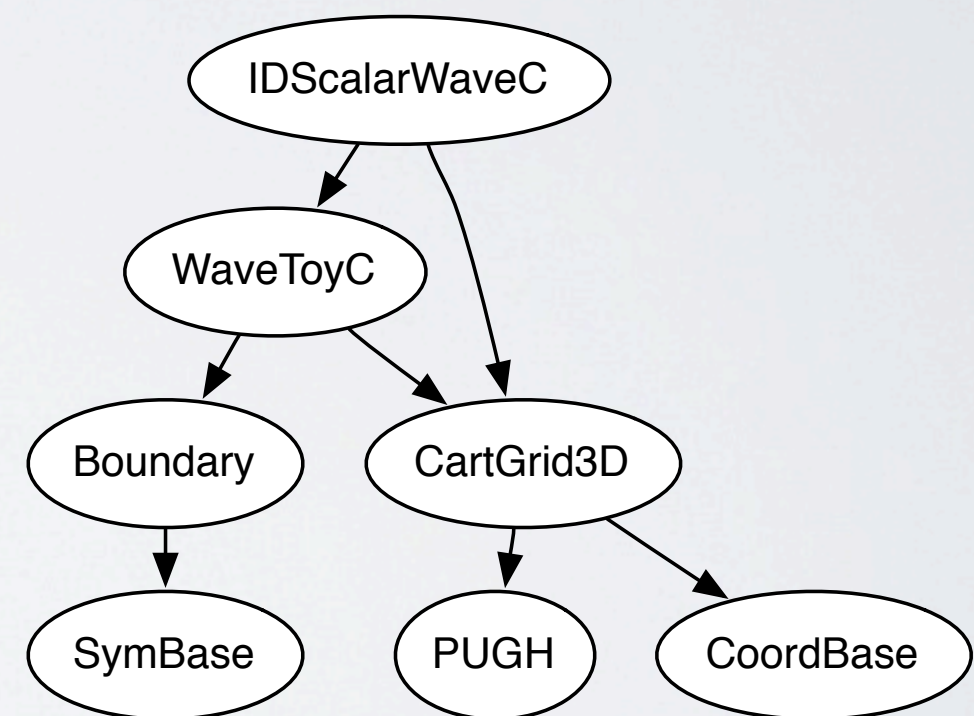 IDScalarWaveC
WaveToyC
Boundary
CartGrid3D
SymBase
PUGH
CoordBase